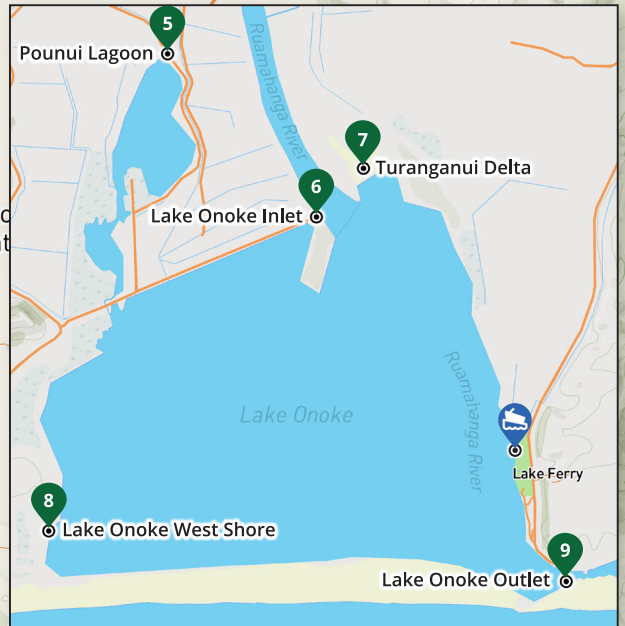 5
Pounui Lagoon
Ruamahanga River
7
Turanganui Delta
6
Lake Onoke Inlet
Ruamahanga River
Lake Onoke
Lake Ferry
8
Lake Onoke West Shore
9
Lake Onoke Outlet